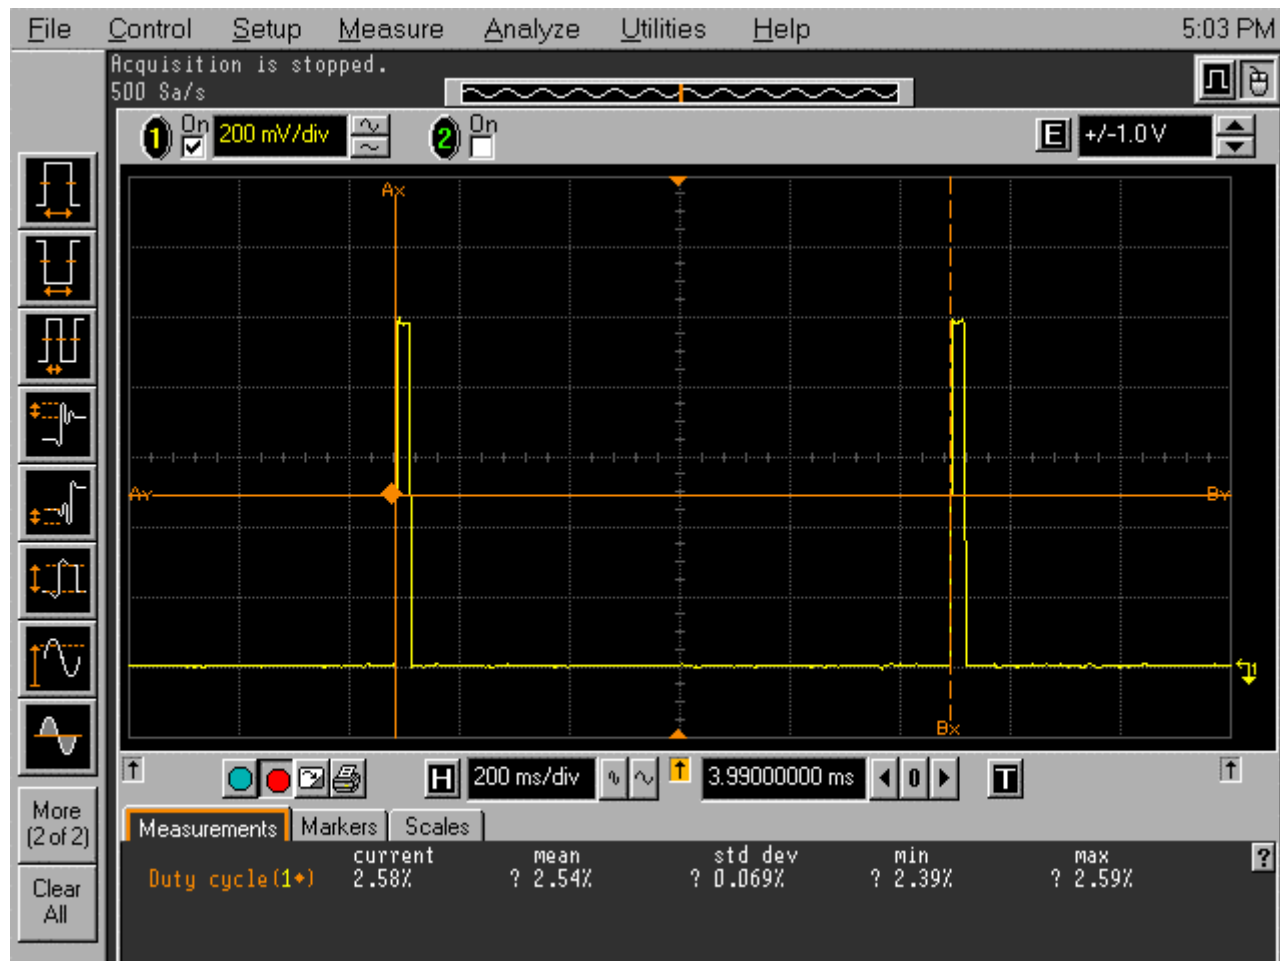 File Control Setup Measure Analyze Utilities Help 5:03 PM
Acquisition is stopped.
500 Sa/s
1 On 200 mV/div 2 On E +/-1.0 V
Ax
Ay By
1
Bx
H 200 ms/div 3.99000000 ms 0 T
More
(2 of 2)
Clear
All
Measurements Markers Scales
current mean std dev min max ?
Duty cycle(1♦) 2.58% ? 2.54% ? 0.069% ? 2.39% ? 2.59%